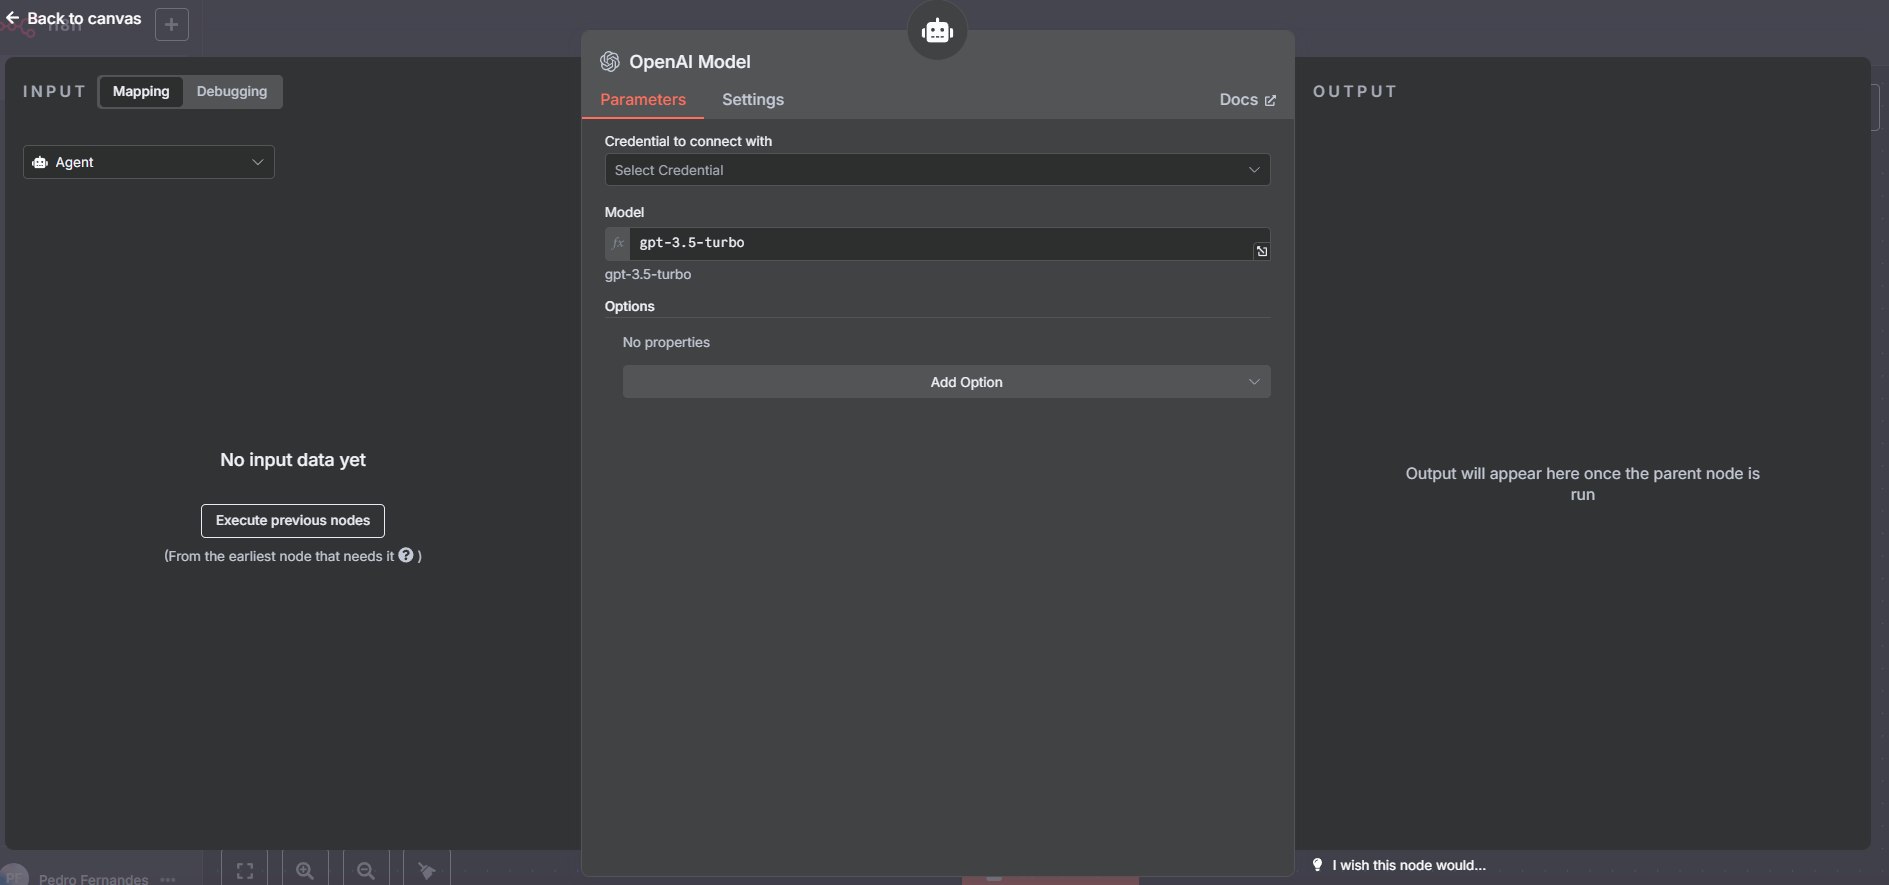 Back to canvas
n8n
INPUT
Mapping
Debugging
Agent
No input data yet
Execute previous nodes
(From the earliest node that needs it ? )
OpenAI Model
Parameters
Settings
Docs
Credential to connect with
Select Credential
Model
fx
gpt-3.5-turbo
gpt-3.5-turbo
Options
No properties
Add Option
OUTPUT
Output will appear here once the parent node is
run
I wish this node would...
PF
Pedro Fernandes